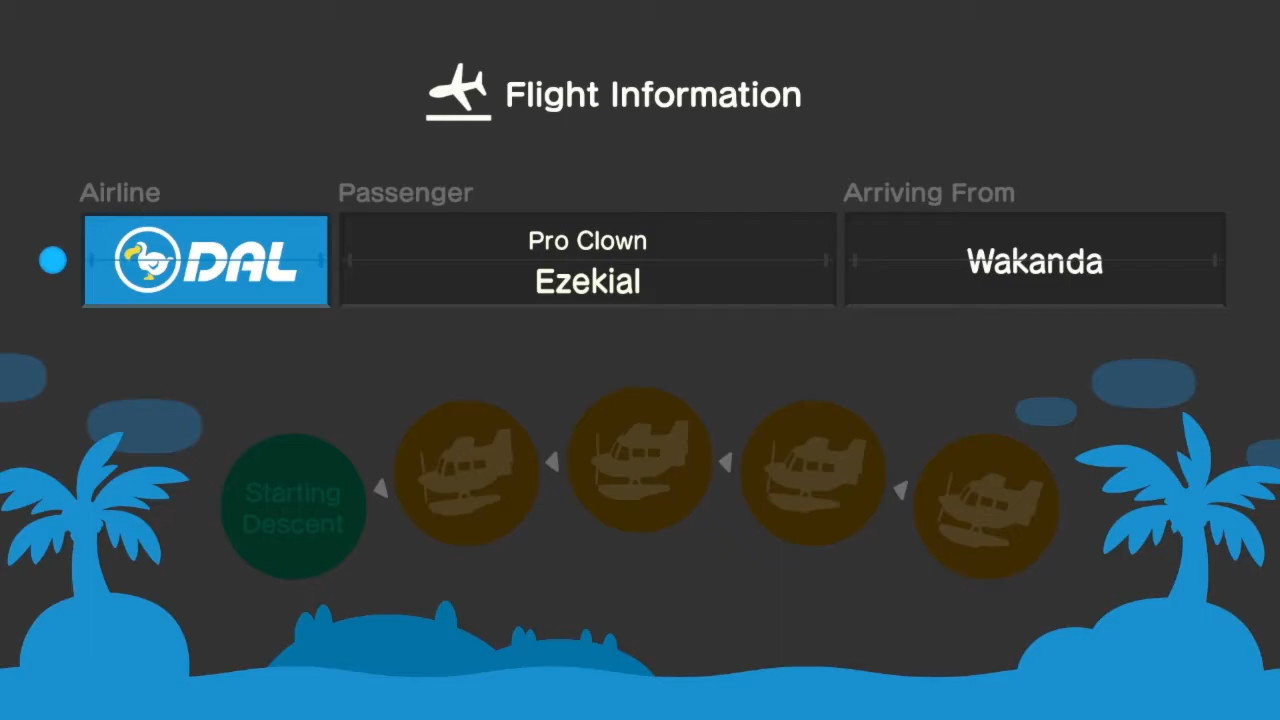 Flight Information
Airline
Passenger
Arriving From
DAL
Pro Clown
Ezekial
Wakanda
Starting
Descent